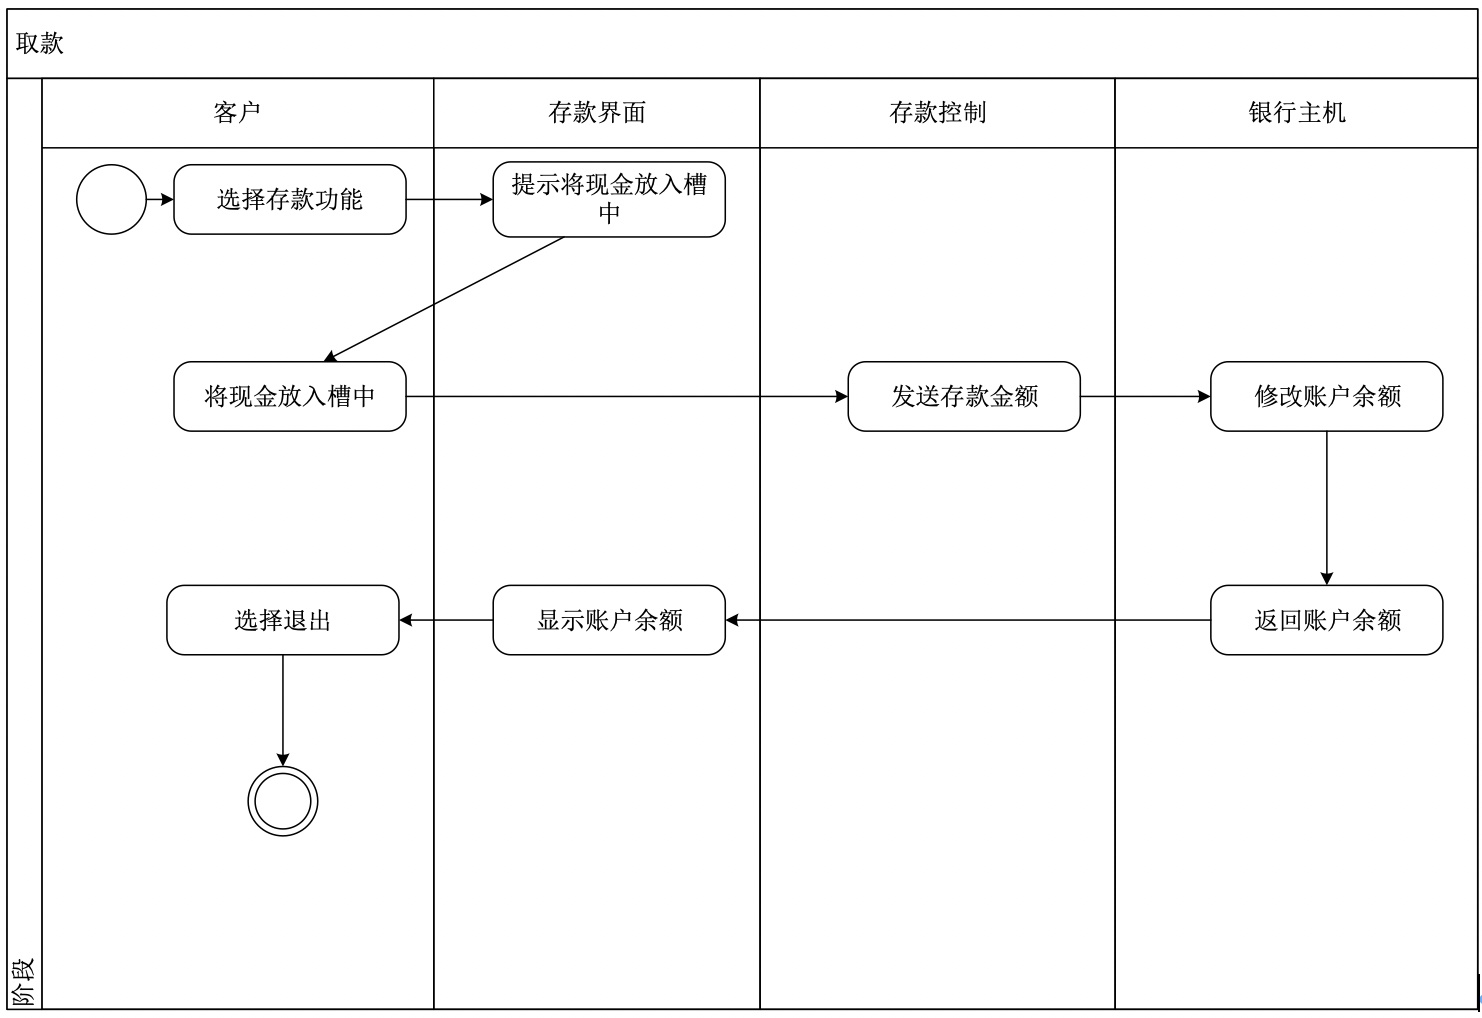 取款
客户
存款界面
存款控制
银行主机
选择存款功能
提示将现金放入槽
中
将现金放入槽中
发送存款金额
修改账户余额
选择退出
显示账户余额
返回账户余额
阶段